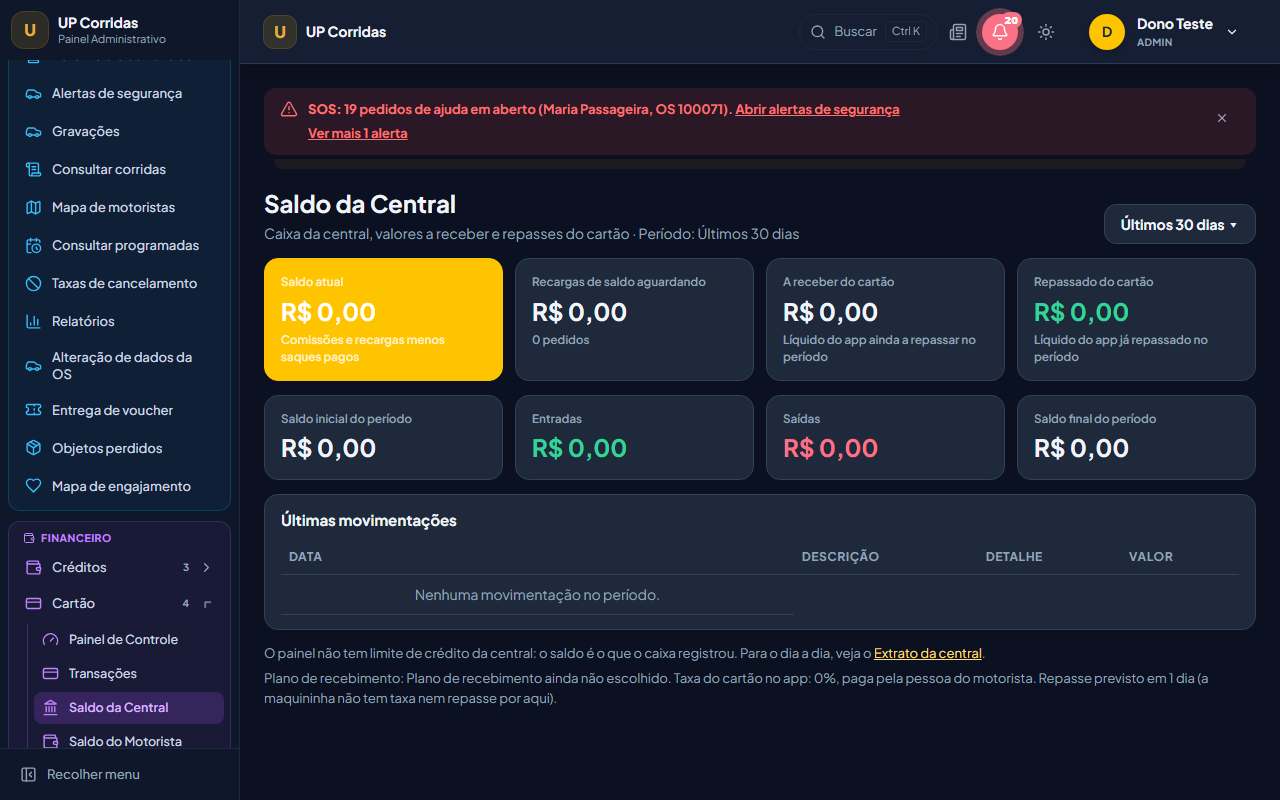 U
UP Corridas
Painel Administrativo
Alertas de segurança
Gravações
Consultar corridas
Mapa de motoristas
Consultar programadas
Taxas de cancelamento
Relatórios
Alteração de dados da
OS
Entrega de voucher
Objetos perdidos
Mapa de engajamento
FINANCEIRO
Créditos 3
Cartão 4
Painel de Controle
Transações
Saldo da Central
Saldo do Motorista
Recolher menu
U UP Corridas
Buscar Ctrl K
20
D
Dono Teste
ADMIN
SOS: 19 pedidos de ajuda em aberto (Maria Passageira, OS 100071). Abrir alertas de segurança
Ver mais 1 alerta
Saldo da Central
Caixa da central, valores a receber e repasses do cartão · Período: Últimos 30 dias
Últimos 30 dias
Saldo atual
R$ 0,00
Comissões e recargas menos
saques pagos
Recargas de saldo aguardando
R$ 0,00
0 pedidos
A receber do cartão
R$ 0,00
Líquido do app ainda a repassar no
período
Repassado do cartão
R$ 0,00
Líquido do app já repassado no
período
Saldo inicial do período
R$ 0,00
Entradas
R$ 0,00
Saídas
R$ 0,00
Saldo final do período
R$ 0,00
Últimas movimentações
DATA DESCRIÇÃO DETALHE VALOR
Nenhuma movimentação no período.
O painel não tem limite de crédito da central: o saldo é o que o caixa registrou. Para o dia a dia, veja o Extrato da central.
Plano de recebimento: Plano de recebimento ainda não escolhido. Taxa do cartão no app: 0%, paga pela pessoa do motorista. Repasse previsto em 1 dia (a
maquininha não tem taxa nem repasse por aqui).